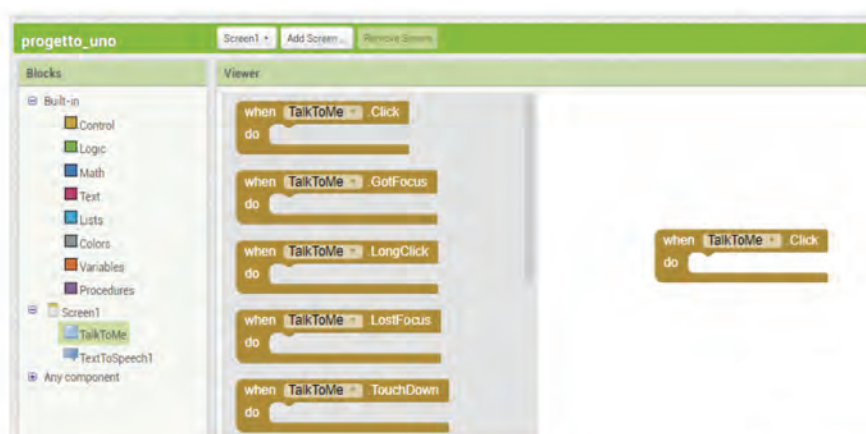 progetto_uno
Screen1
Add Screen ...
Remove Screen
Blocks
Viewer
Built-in
Control
Logic
Math
Text
Lists
Colors
Variables
Procedures
Screen1
TalkToMe
TextToSpeech1
Any component
when TalkToMe .Click
do
when TalkToMe .GotFocus
do
when TalkToMe .LongClick
do
when TalkToMe .LostFocus
do
when TalkToMe .TouchDown
do
when TalkToMe .Click
do